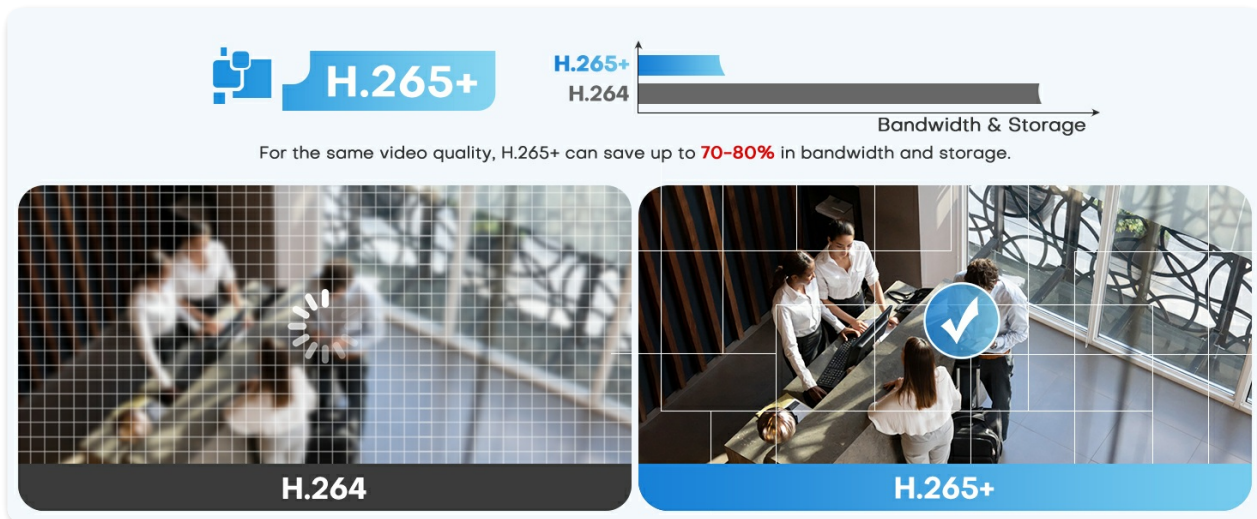 H.265+
H.265+
H.264
Bandwidth & Storage
For the same video quality, H.265+ can save up to 70-80% in bandwidth and storage.
H.264
H.265+